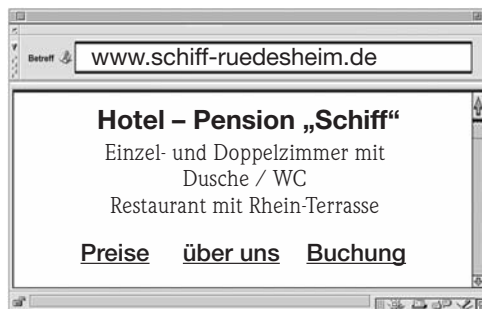 Betreff www.schiff-ruedesheim.de
Hotel – Pension „Schiff“
Einzel- und Doppelzimmer mit
Dusche / WC
Restaurant mit Rhein-Terrasse
Preise über uns Buchung